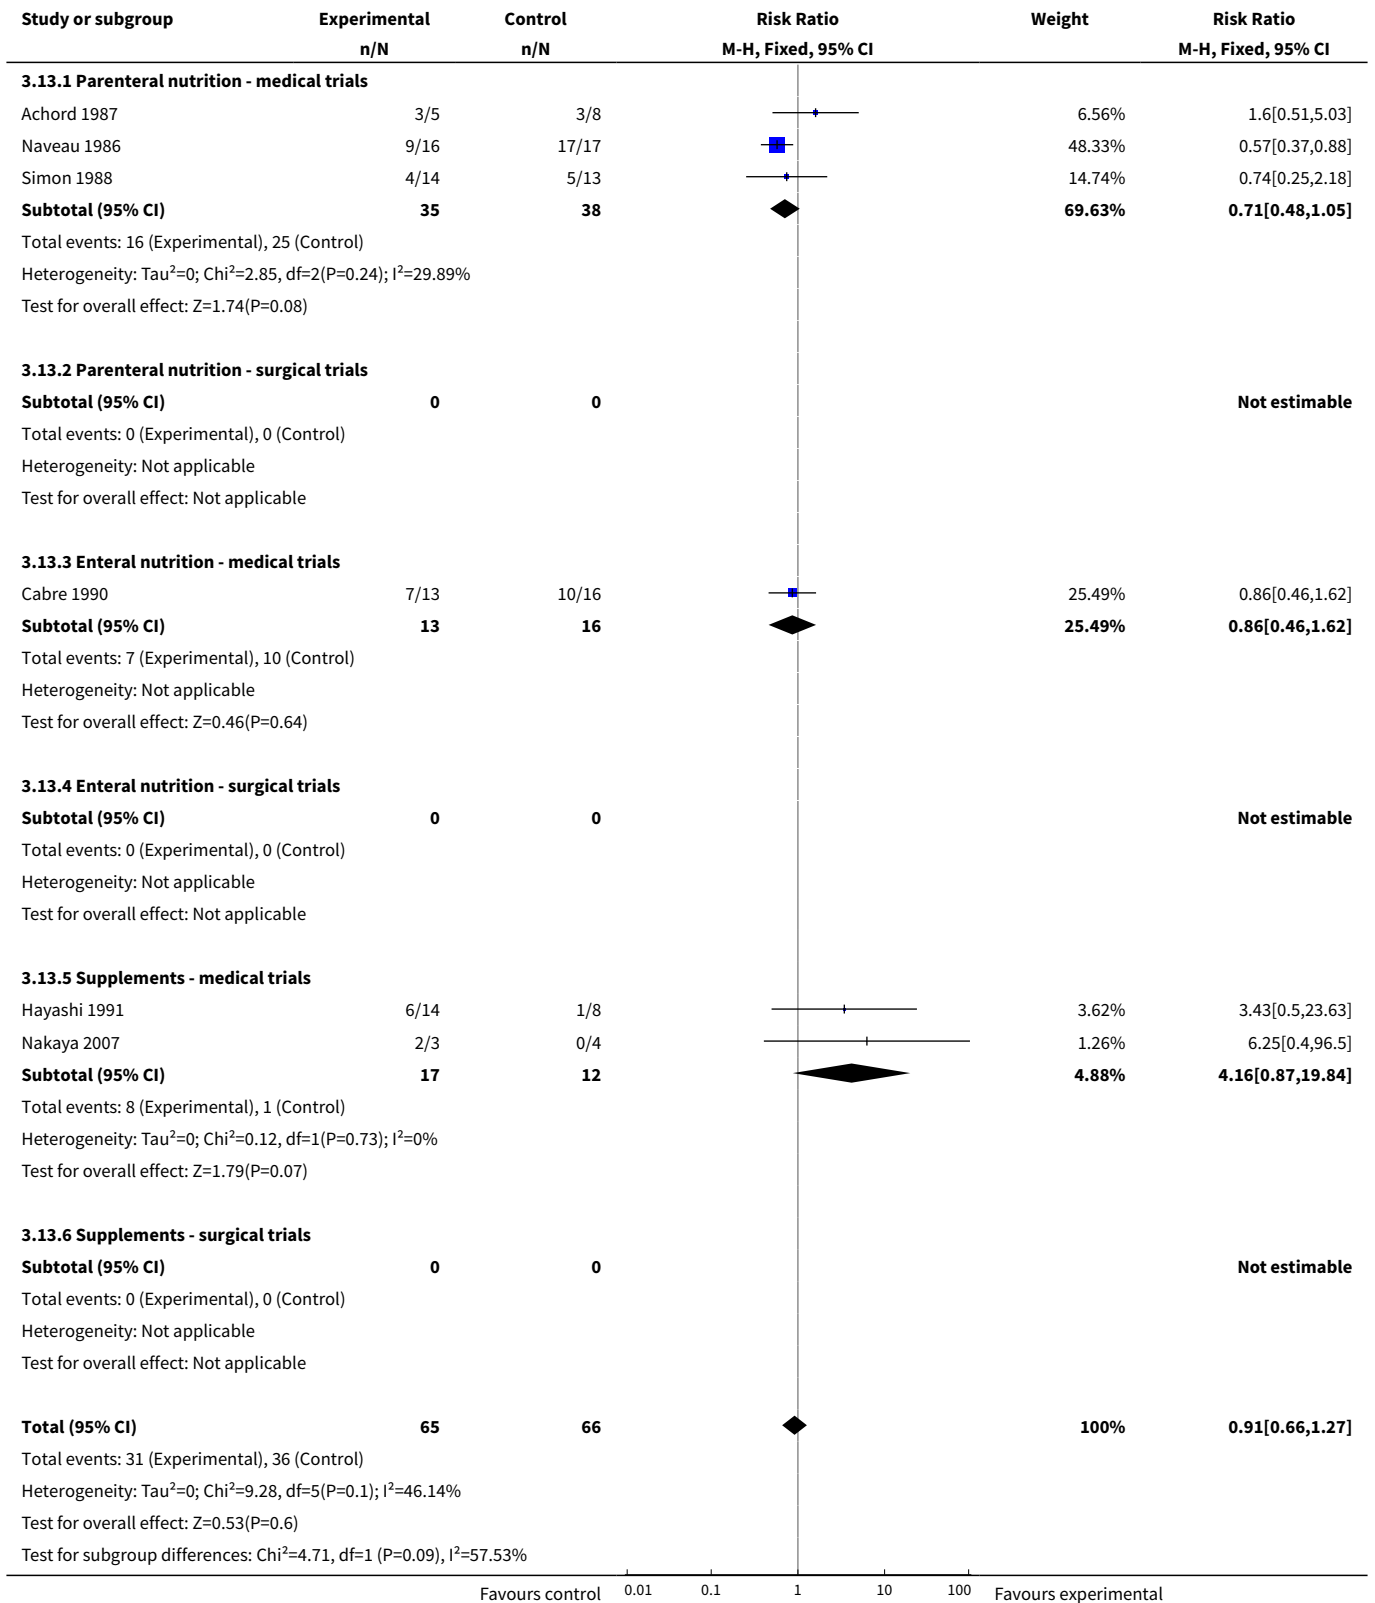 Study or subgroup Experimental Control Risk Ratio Weight Risk Ratio
n/N n/N M-H, Fixed, 95% CI M-H, Fixed, 95% CI
3.13.1 Parenteral nutrition - medical trials
Achord 1987 3/5 3/8 6.56% 1.6[0.51,5.03]
Naveau 1986 9/16 17/17 48.33% 0.57[0.37,0.88]
Simon 1988 4/14 5/13 14.74% 0.74[0.25,2.18]
Subtotal (95% CI) 35 38 69.63% 0.71[0.48,1.05]
Total events: 16 (Experimental), 25 (Control)
Heterogeneity: Tau²=0; Chi²=2.85, df=2(P=0.24); I²=29.89%
Test for overall effect: Z=1.74(P=0.08)
3.13.2 Parenteral nutrition - surgical trials
Subtotal (95% CI) 0 0 Not estimable
Total events: 0 (Experimental), 0 (Control)
Heterogeneity: Not applicable
Test for overall effect: Not applicable
3.13.3 Enteral nutrition - medical trials
Cabre 1990 7/13 10/16 25.49% 0.86[0.46,1.62]
Subtotal (95% CI) 13 16 25.49% 0.86[0.46,1.62]
Total events: 7 (Experimental), 10 (Control)
Heterogeneity: Not applicable
Test for overall effect: Z=0.46(P=0.64)
3.13.4 Enteral nutrition - surgical trials
Subtotal (95% CI) 0 0 Not estimable
Total events: 0 (Experimental), 0 (Control)
Heterogeneity: Not applicable
Test for overall effect: Not applicable
3.13.5 Supplements - medical trials
Hayashi 1991 6/14 1/8 3.62% 3.43[0.5,23.63]
Nakaya 2007 2/3 0/4 1.26% 6.25[0.4,96.5]
Subtotal (95% CI) 17 12 4.88% 4.16[0.87,19.84]
Total events: 8 (Experimental), 1 (Control)
Heterogeneity: Tau²=0; Chi²=0.12, df=1(P=0.73); I²=0%
Test for overall effect: Z=1.79(P=0.07)
3.13.6 Supplements - surgical trials
Subtotal (95% CI) 0 0 Not estimable
Total events: 0 (Experimental), 0 (Control)
Heterogeneity: Not applicable
Test for overall effect: Not applicable
Total (95% CI) 65 66 100% 0.91[0.66,1.27]
Total events: 31 (Experimental), 36 (Control)
Heterogeneity: Tau²=0; Chi²=9.28, df=5(P=0.1); I²=46.14%
Test for overall effect: Z=0.53(P=0.6)
Test for subgroup differences: Chi²=4.71, df=1 (P=0.09), I²=57.53%
Favours control 0.01 0.1 1 10 100 Favours experimental